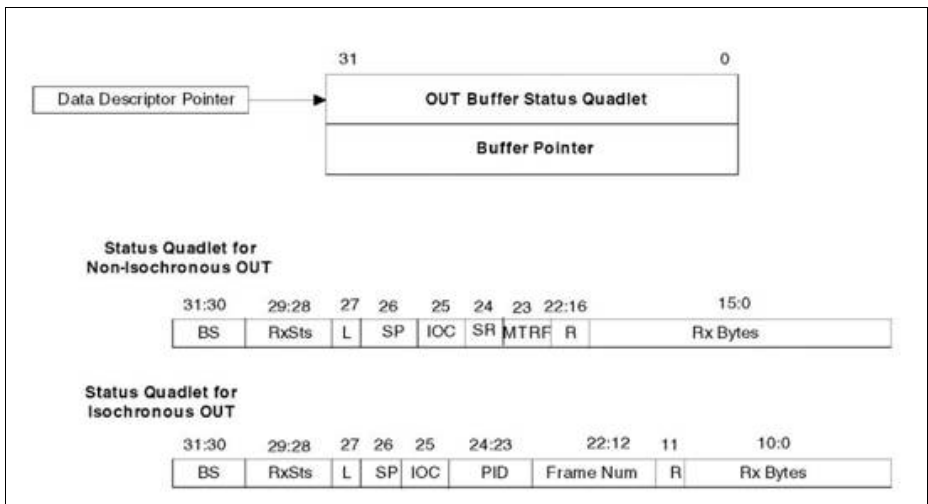 31 0
Data Descriptor Pointer
OUT Buffer Status Quadlet
Buffer Pointer
Status Quadlet for
Non-Isochronous OUT
31:30 29:28 27 26 25 24 23 22:16 15:0
BS RxSts L SP IOC SR MTRF R Rx Bytes
Status Quadlet for
Isochronous OUT
31:30 29:28 27 26 25 24:23 22:12 11 10:0
BS RxSts L SP IOC PID Frame Num R Rx Bytes